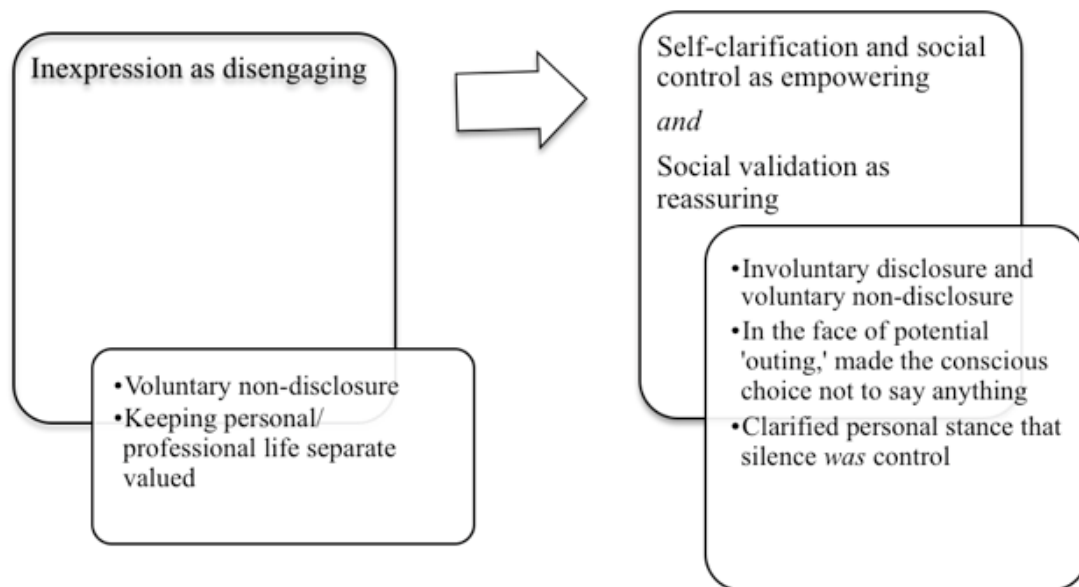 Inexpression as disengaging
•Voluntary non-disclosure
•Keeping personal/
professional life separate
valued
Self-clarification and social
control as empowering
and
Social validation as
reassuring
•Involuntary disclosure and
voluntary non-disclosure
•In the face of potential
'outing,' made the conscious
choice not to say anything
•Clarified personal stance that
silence was control